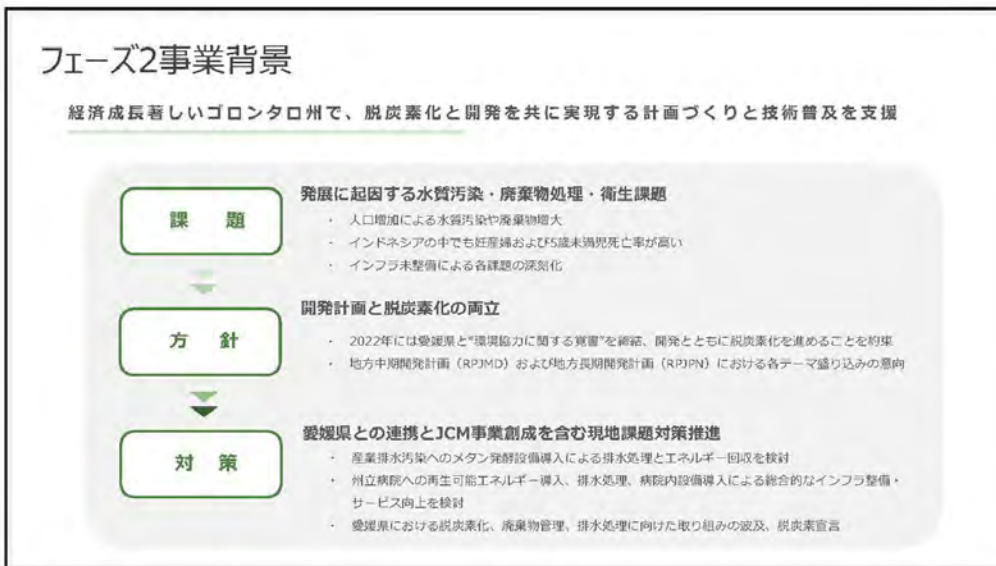 フェーズ2事業背景
経済成長著しいゴロンタロ州で、脱炭素化と開発を共に実現する計画づくりと技術普及を支援
課 題
発展に起因する水質汚染・廃棄物処理・衛生課題
・ 人口増加による水質汚染や廃棄物増大
・ インドネシアの中でも妊産婦および5歳未満児死亡率が高い
・ インフラ未整備による各課題の深刻化
方 針
開発計画と脱炭素化の両立
・ 2022年には愛媛県と“環境協力に関する覚書”を締結、開発とともに脱炭素化を進めることを約束
・ 地方中期開発計画（RPJMD）および地方長期開発計画（RPJPN）における各テーマ盛り込みの意向
対 策
愛媛県との連携とJCM事業創成を含む現地課題対策推進
・ 産業排水汚染へのメタン発酵設備導入による排水処理とエネルギー回収を検討
・ 州立病院への再生可能エネルギー導入、排水処理、病院内設備導入による総合的なインフラ整備・
サービス向上を検討
・ 愛媛県における脱炭素化、廃棄物管理、排水処理に向けた取り組みの波及、脱炭素宣言